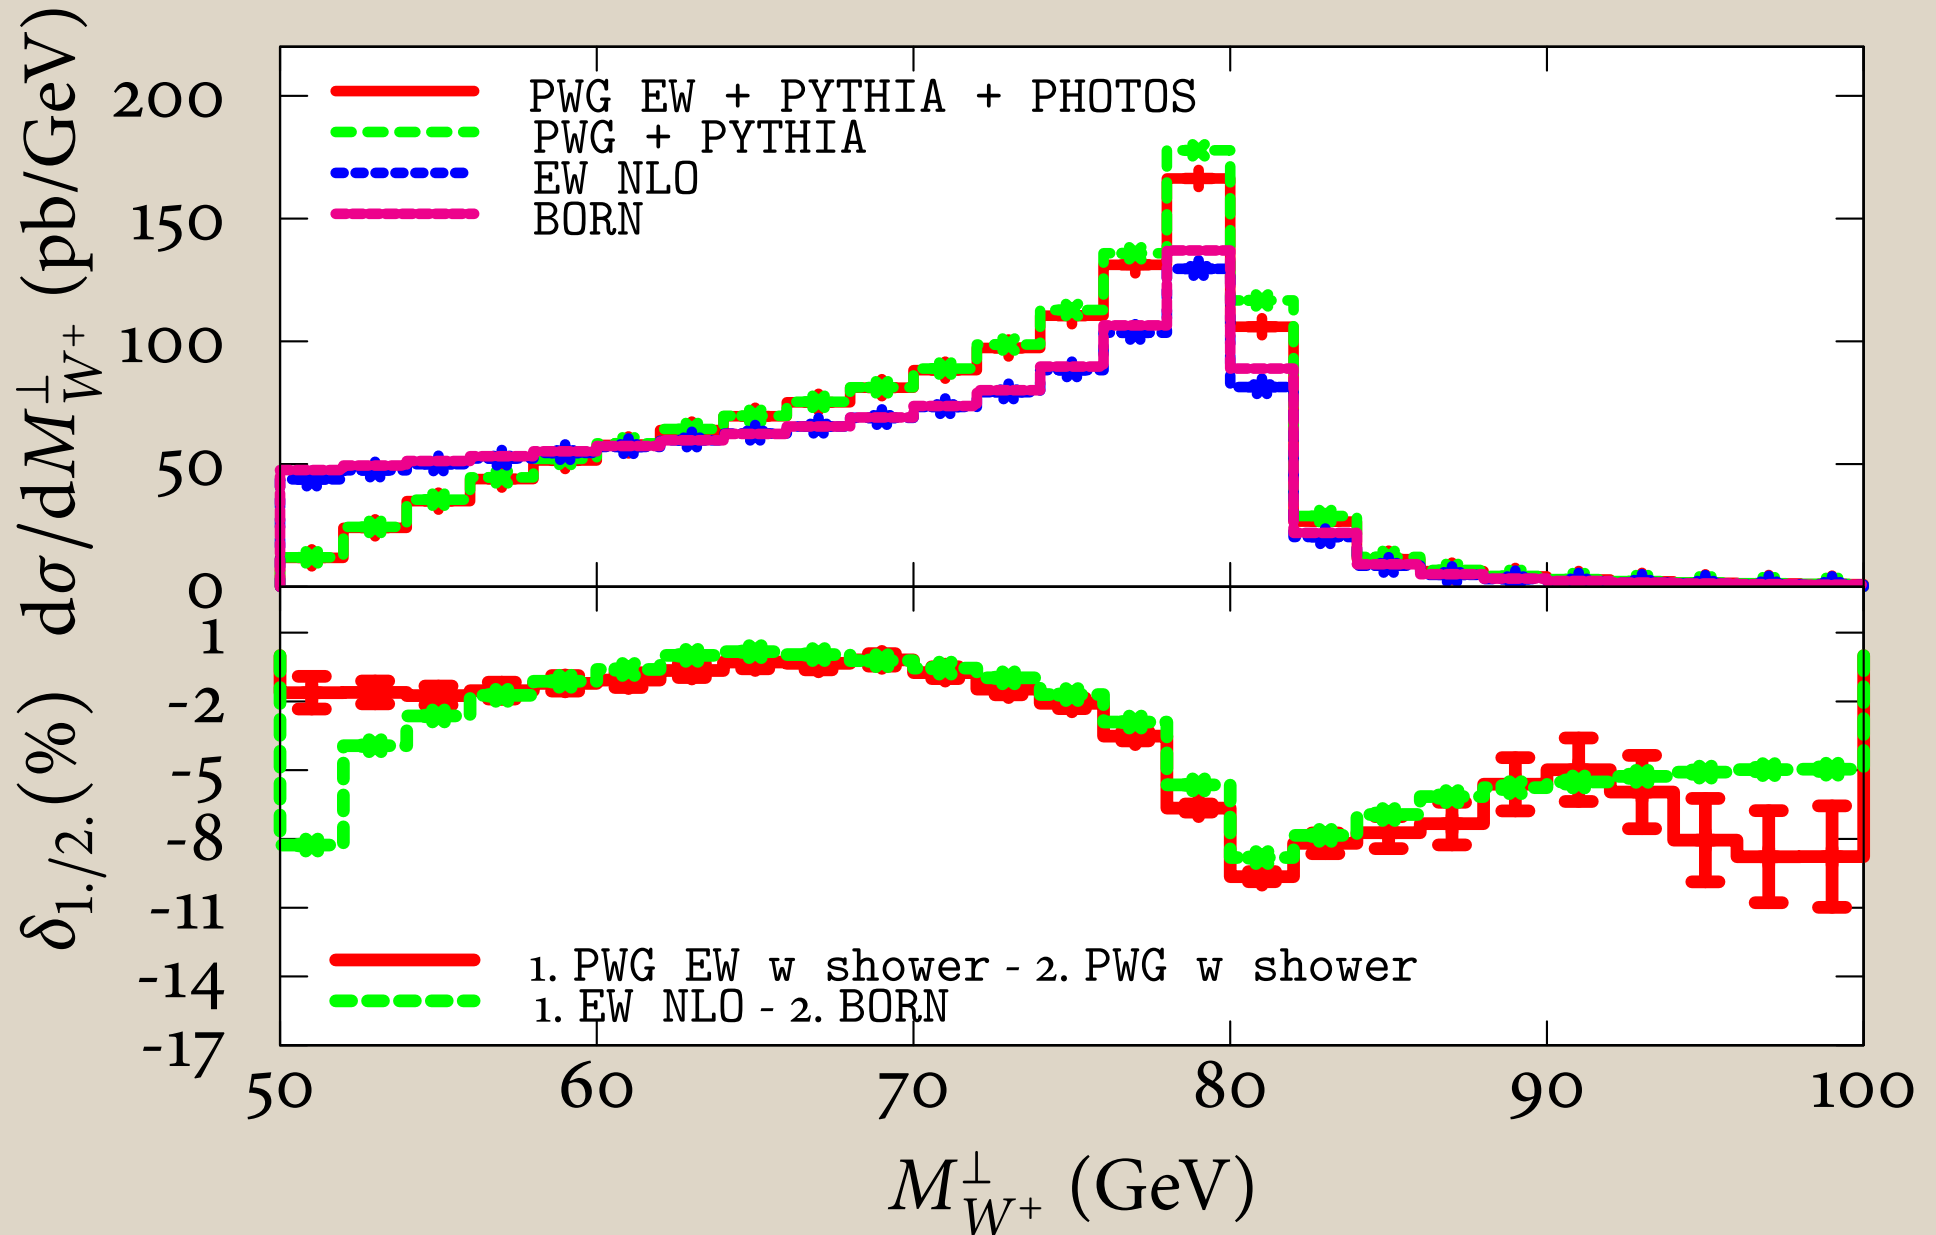 dσ/dM⊥W+ (pb/GeV)
200
150
100
50
0
PWG EW + PYTHIA + PHOTOS
PWG + PYTHIA
EW NLO
BORN
δ1./2.(%)
1
-2
-5
-8
-11
-14
-17
1. PWG EW w shower - 2. PWG w shower
1. EW NLO - 2. BORN
50 60 70 80 90 100
M⊥W+ (GeV)